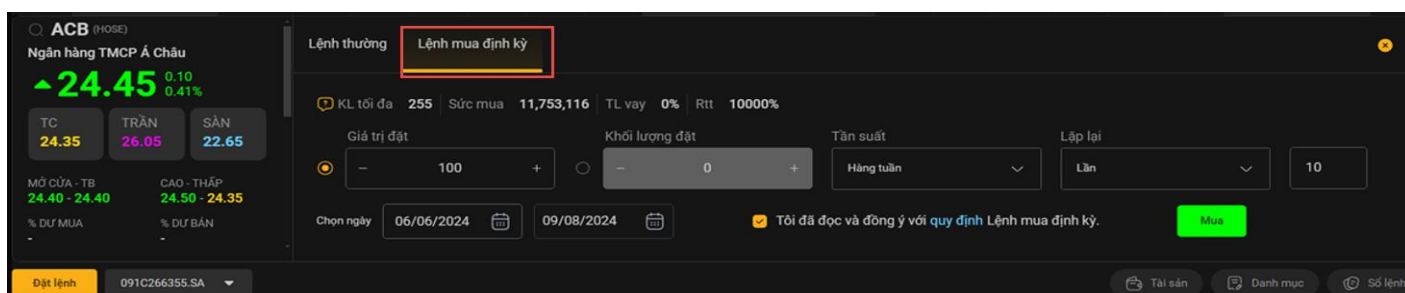 ACB (HOSE)
Ngân hàng TMCP Á Châu
24.45 0.10 0.41%
TC TRẦN SÀN
24.35 26.05 22.65
MỞ CỬA - TB CAO - THẤP
24.40 - 24.40 24.50 - 24.35
% DƯ MUA % DƯ BÁN
- -
Lệnh thường Lệnh mua định kỳ
KL tối đa 255 Sức mua 11,753,116 TL vay 0% Rtt 10000%
Giá trị đặt Khối lượng đặt Tần suất Lặp lại
− 100 + − 0 + Hàng tuần Lần 10
Chọn ngày 06/06/2024 09/08/2024 Tôi đã đọc và đồng ý với quy định Lệnh mua định kỳ. Mua
Đặt lệnh 091C266355.SA Tài sản Danh mục Sổ lệnh